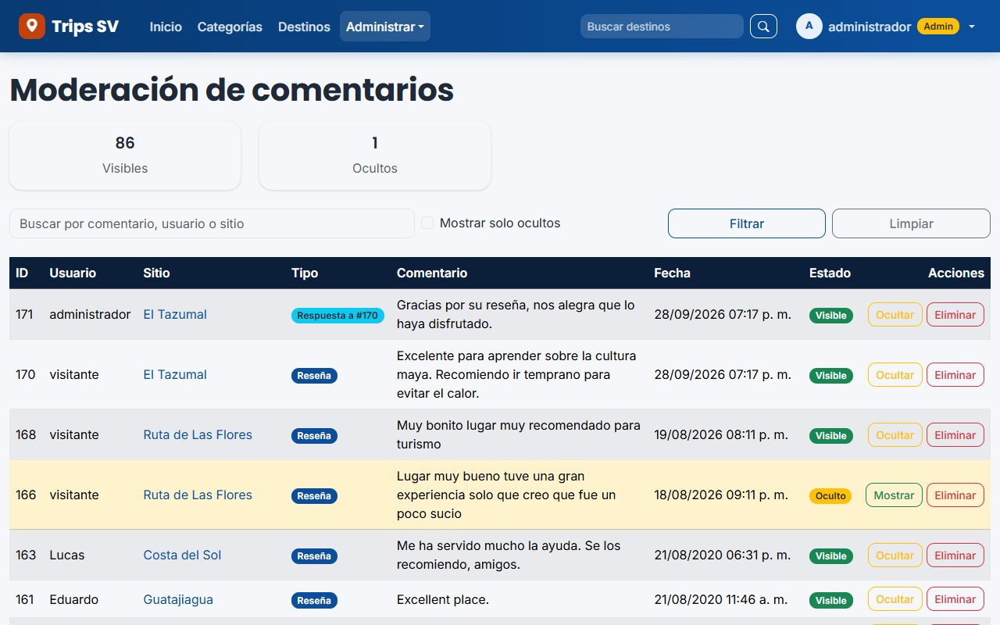 Trips SV Inicio Categorías Destinos Administrar Buscar destinos A administrador Admin
Moderación de comentarios
86 1
Visibles Ocultos
Buscar por comentario, usuario o sitio Mostrar solo ocultos Filtrar Limpiar
ID Usuario Sitio Tipo Comentario Fecha Estado Acciones
171 administrador El Tazumal Respuesta a #170 Gracias por su reseña, nos alegra que lo
haya disfrutado. 28/09/2026 07:17 p. m. Visible Ocultar Eliminar
170 visitante El Tazumal Reseña Excelente para aprender sobre la cultura
maya. Recomiendo ir temprano para
evitar el calor. 28/09/2026 07:17 p. m. Visible Ocultar Eliminar
168 visitante Ruta de Las Flores Reseña Muy bonito lugar muy recomendado para
turismo 19/08/2026 08:11 p. m. Visible Ocultar Eliminar
166 visitante Ruta de Las Flores Reseña Lugar muy bueno tuve una gran
experiencia solo que creo que fue un
poco sucio 18/08/2026 09:11 p. m. Oculto Mostrar Eliminar
163 Lucas Costa del Sol Reseña Me ha servido mucho la ayuda. Se los
recomiendo, amigos. 21/08/2020 06:31 p. m. Visible Ocultar Eliminar
161 Eduardo Guatajiagua Reseña Excellent place. 21/08/2020 11:46 a. m. Visible Ocultar Eliminar